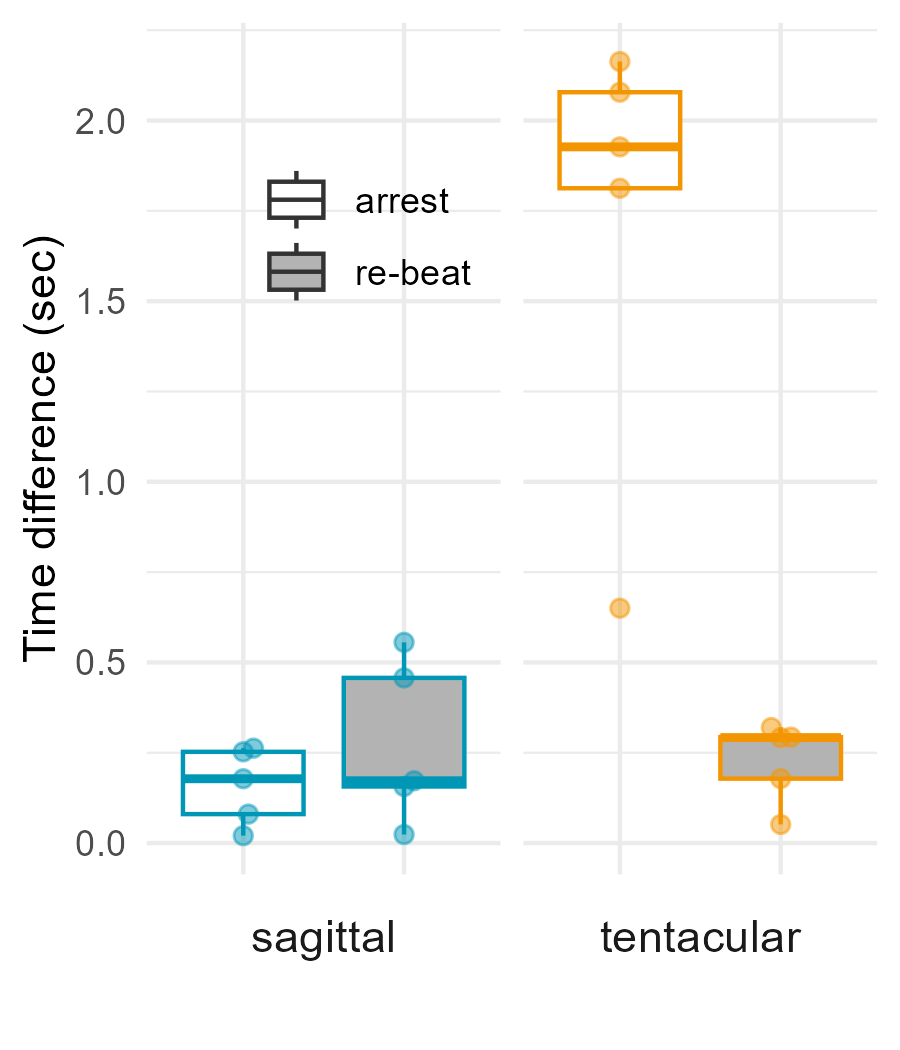 Time difference (sec)
2.0
1.5
1.0
0.5
0.0
arrest
re-beat
sagittal
tentacular